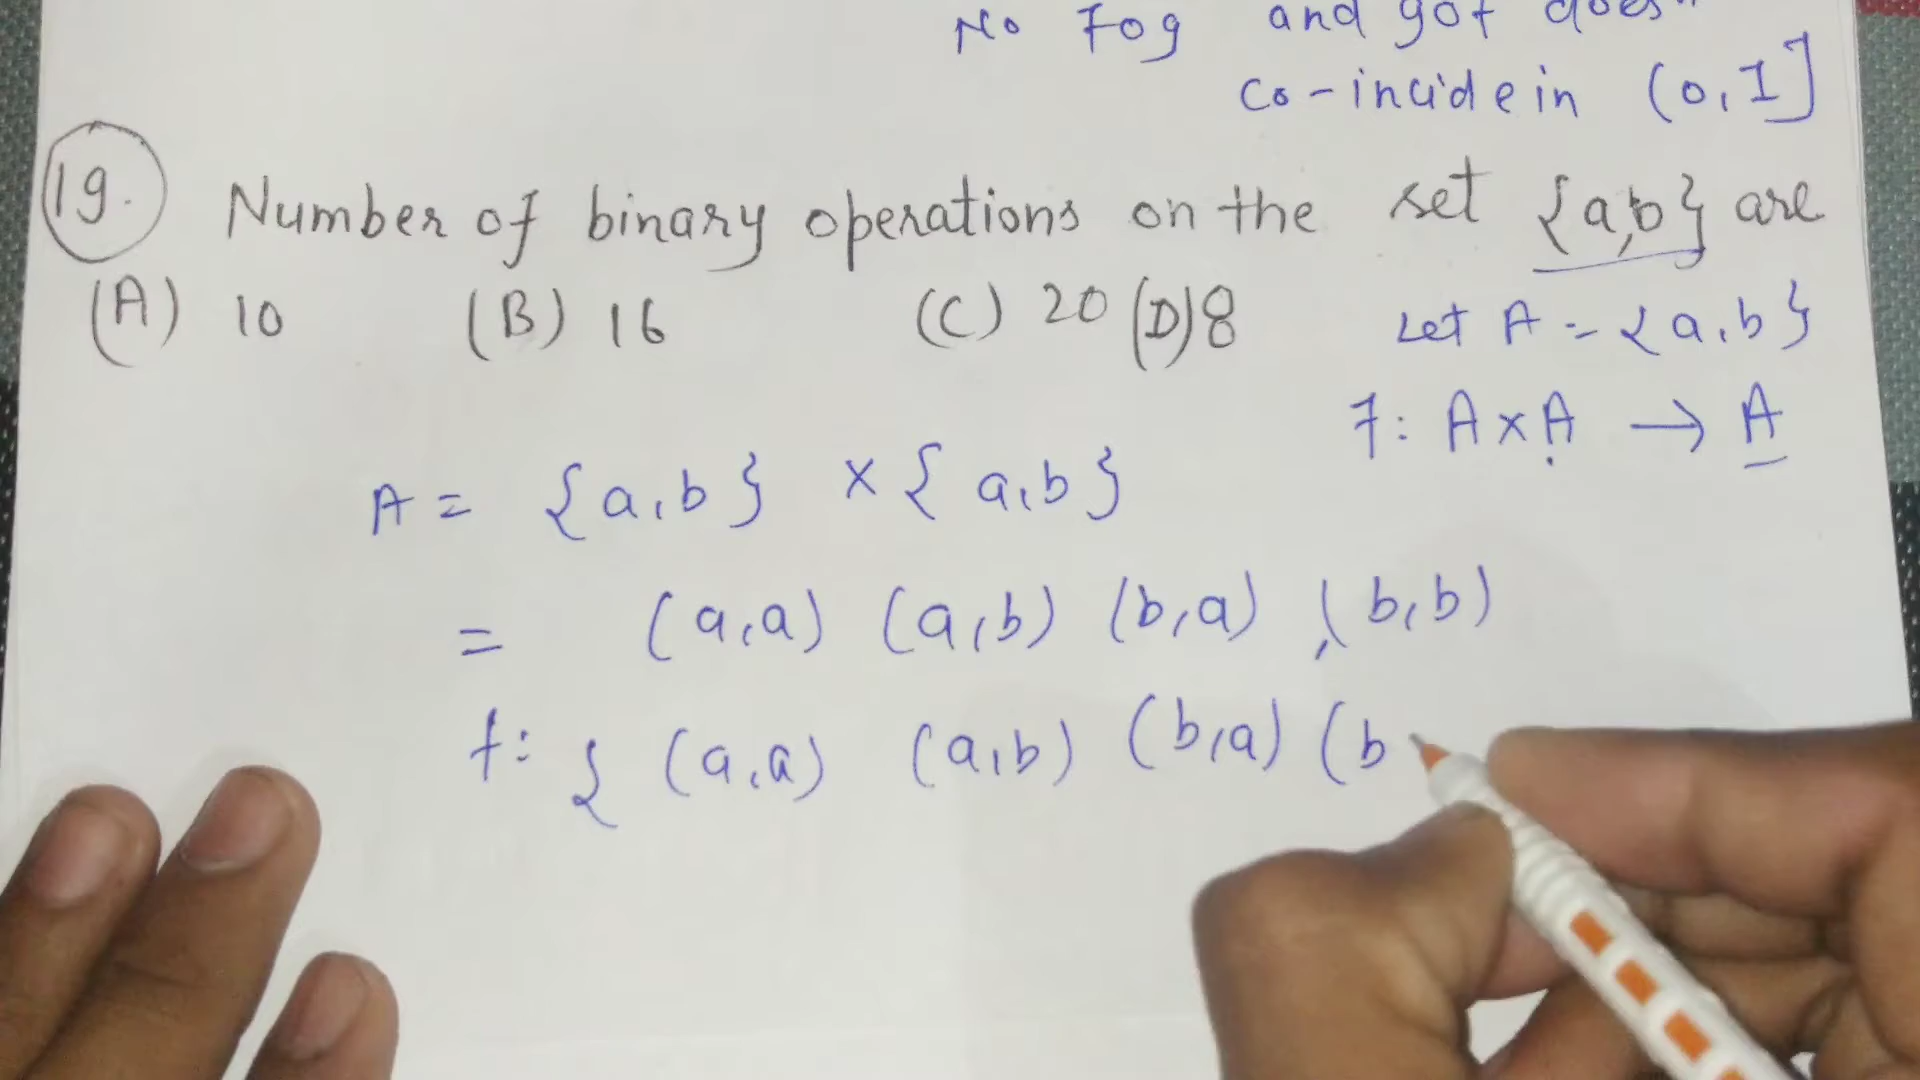 No fog and gof does
co-incide in (0,1]
19. Number of binary operations on the set {a,b} are
(A) 10 (B) 16 (C) 20 (D) 8
Let A = {a,b}
f: A×A → A
A = {a,b} × {a,b}
= (a,a) (a,b) (b,a) , (b,b)
f: { (a,a) (a,b) (b,a) (b